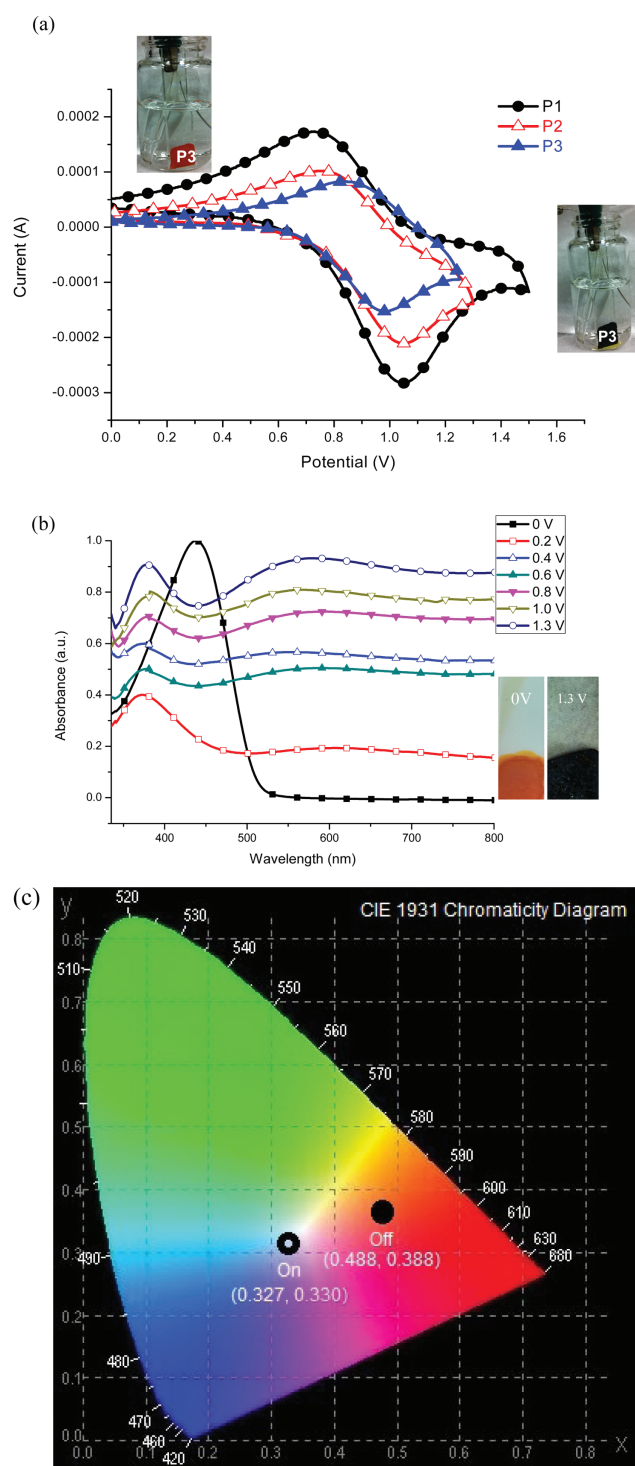 (a)
P3
P1
P2
P3
0.0002
0.0001
0.0000
-0.0001
-0.0002
-0.0003
Current (A)
P3
0.0 0.2 0.4 0.6 0.8 1.0 1.2 1.4 1.6
Potential (V)
(b)
1.0
0.8
0.6
0.4
0.2
0.0
Absorbance (a.u.)
0 V
0.2 V
0.4 V
0.6 V
0.8 V
1.0 V
1.3 V
0V 1.3 V
400 500 600 700 800
Wavelength (nm)
(c)
y
CIE 1931 Chromaticity Diagram
520
530
540
550
560
570
580
590
600
610
630
680
510
490
480
470
460
420
0.8
0.7
0.6
0.5
0.4
0.3
0.2
0.1
0.0
On
(0.327, 0.330)
Off
(0.488, 0.388)
0.0 0.1 0.2 0.3 0.4 0.5 0.6 0.7 0.8
x